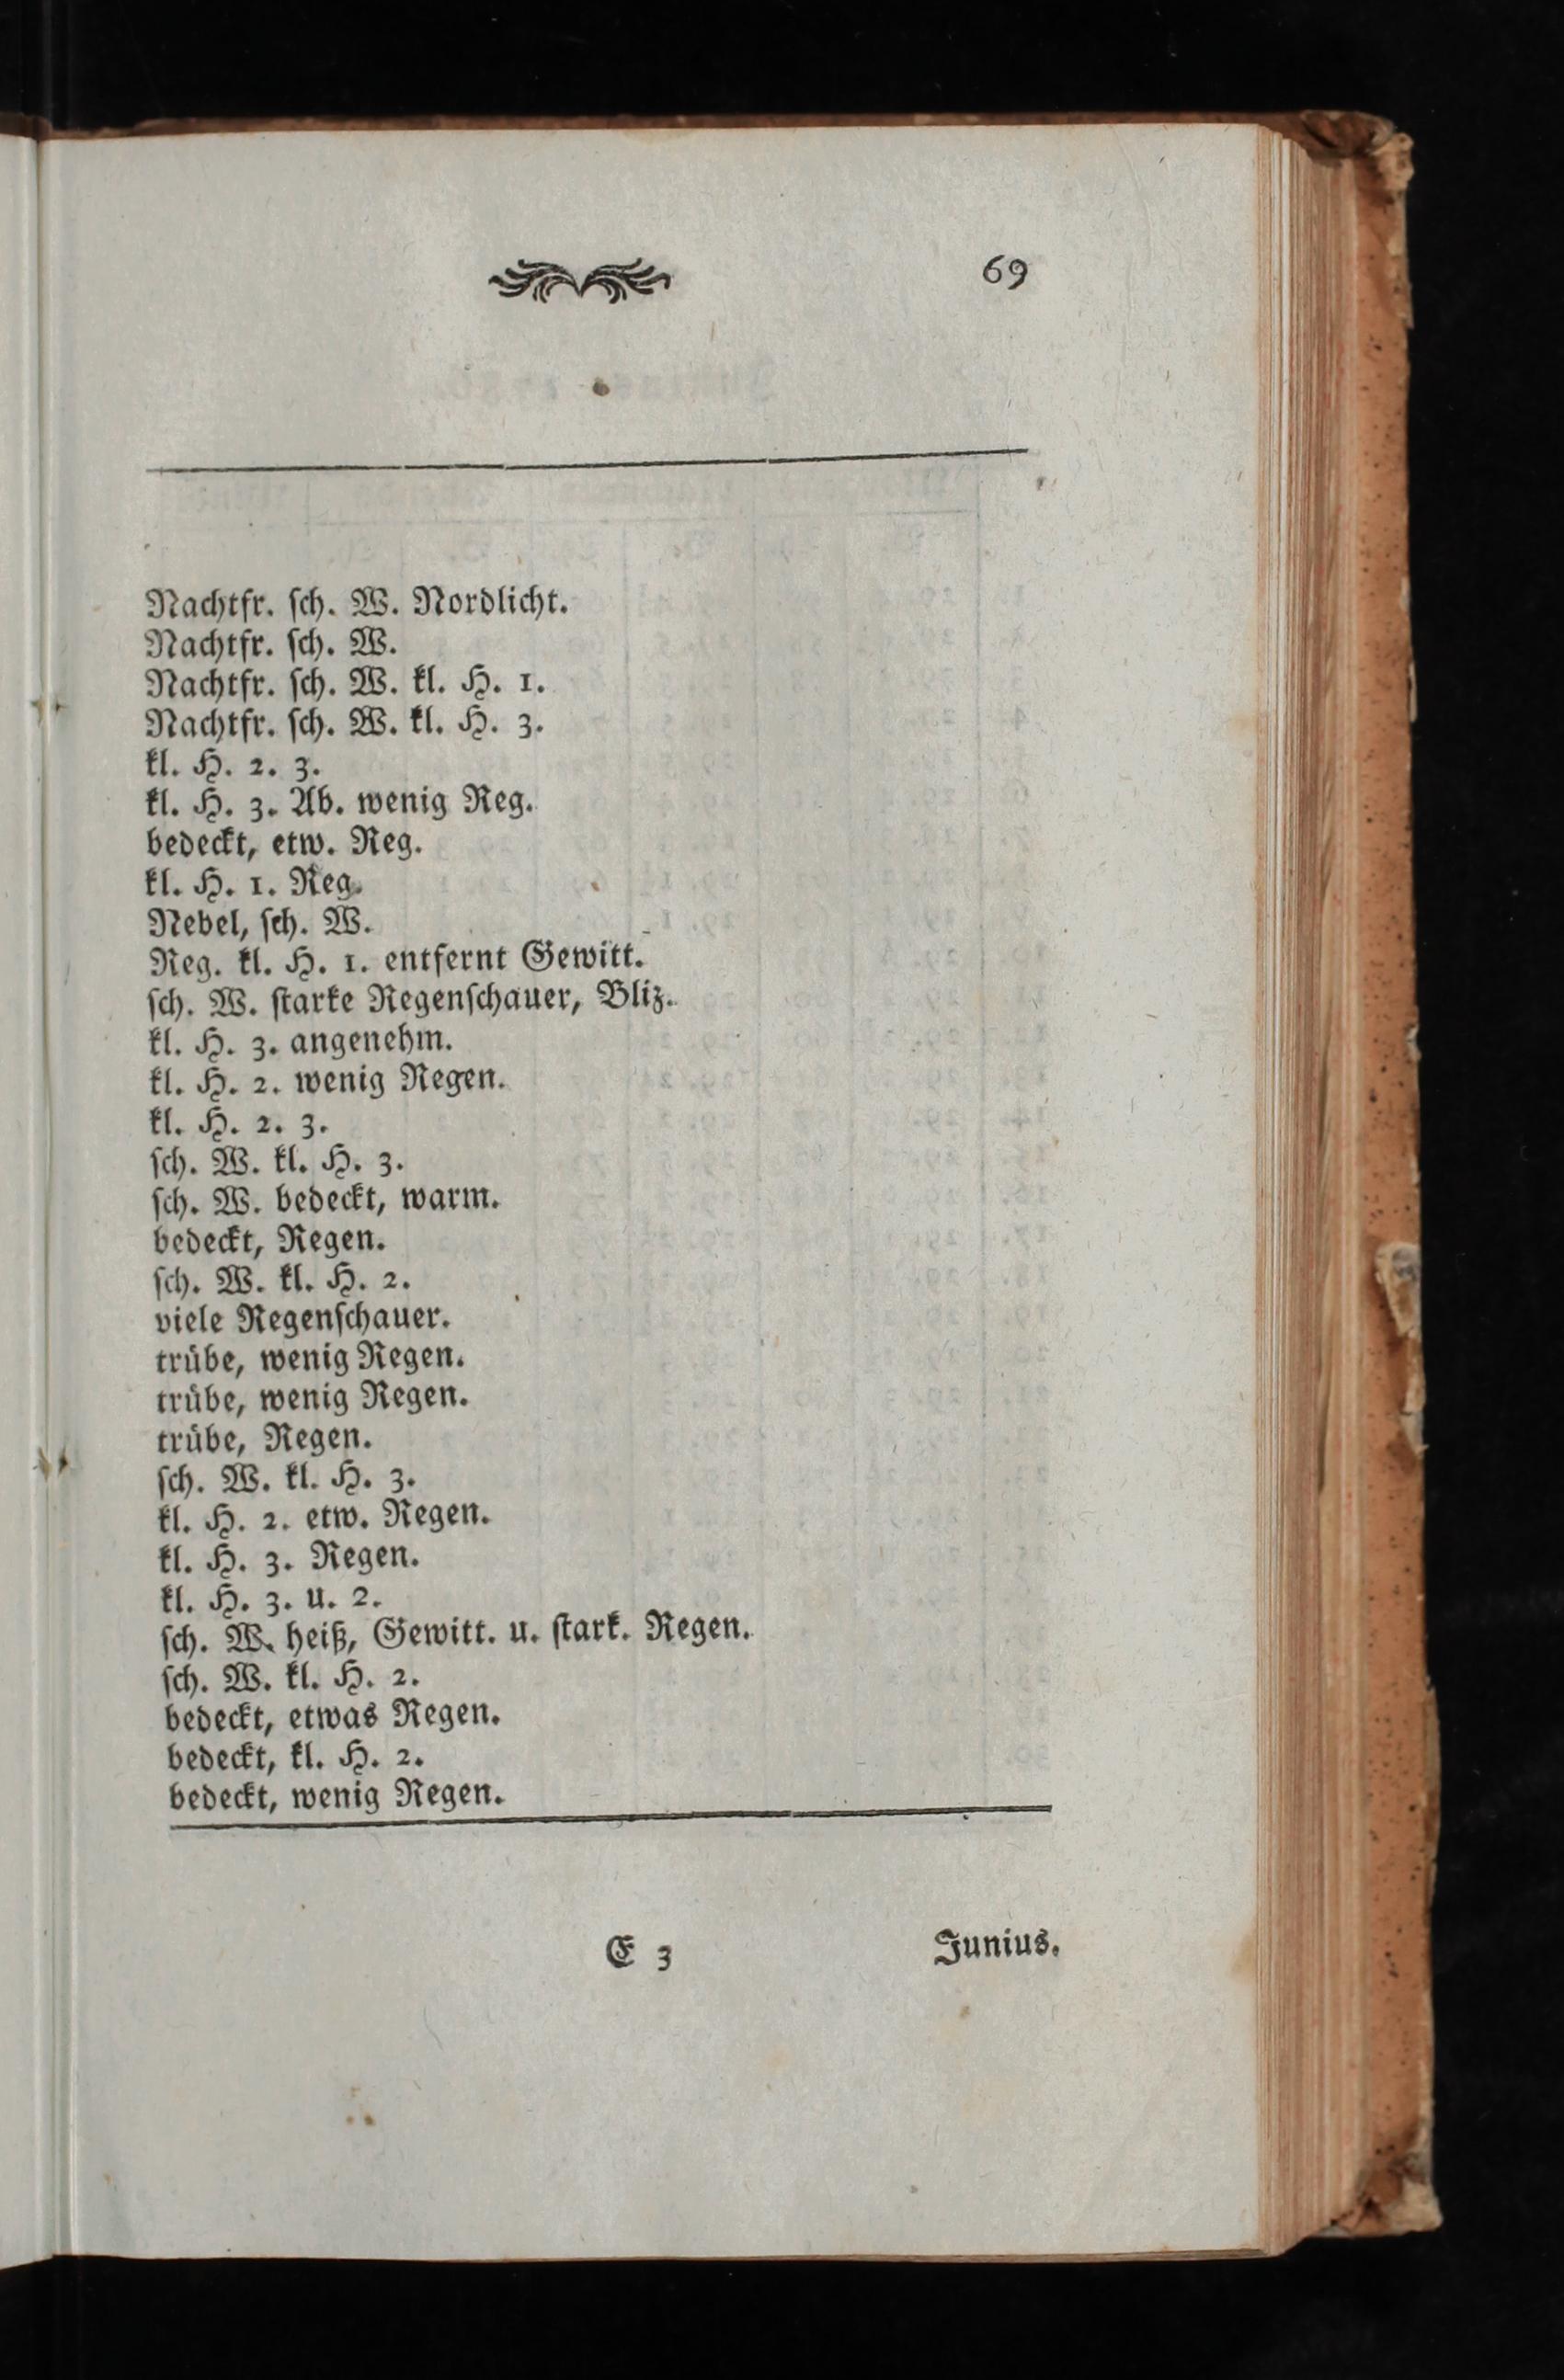 69
Nachtfr. ſch. W. Nordlicht.
Nachtfr. ſch. W.
Nachtfr. ſch. W. kl. H. 1.
Nachtfr. ſch. W. kl. H. 3.
kl. H. 2. 3.
kl. H. 3. Ab. wenig Reg.
bedeckt, etw. Reg.
kl. H. 1. Reg.
Nebel, ſch. W.
Reg. kl. H. 1. entfernt Gewitt.
ſch. W. ſtarke Regenſchauer, Bliz.
kl. H. 3. angenehm.
kl. H. 2. wenig Regen.
kl. H. 2. 3.
ſch. W. kl. H. 3.
ſch. W. bedeckt, warm.
bedeckt, Regen.
ſch. W. kl. H. 2.
viele Regenſchauer.
trübe, wenig Regen.
trübe, wenig Regen.
trübe, Regen.
ſch. W. kl. H. 3.
kl. H. 2. etw. Regen.
kl. H. 3. Regen.
kl. H. 3. u. 2.
ſch. W. heiß, Gewitt. u. ſtark. Regen.
ſch. W. kl. H. 2.
bedeckt, etwas Regen.
bedeckt, kl. H. 2.
bedeckt, wenig Regen.
E 3 Junius.